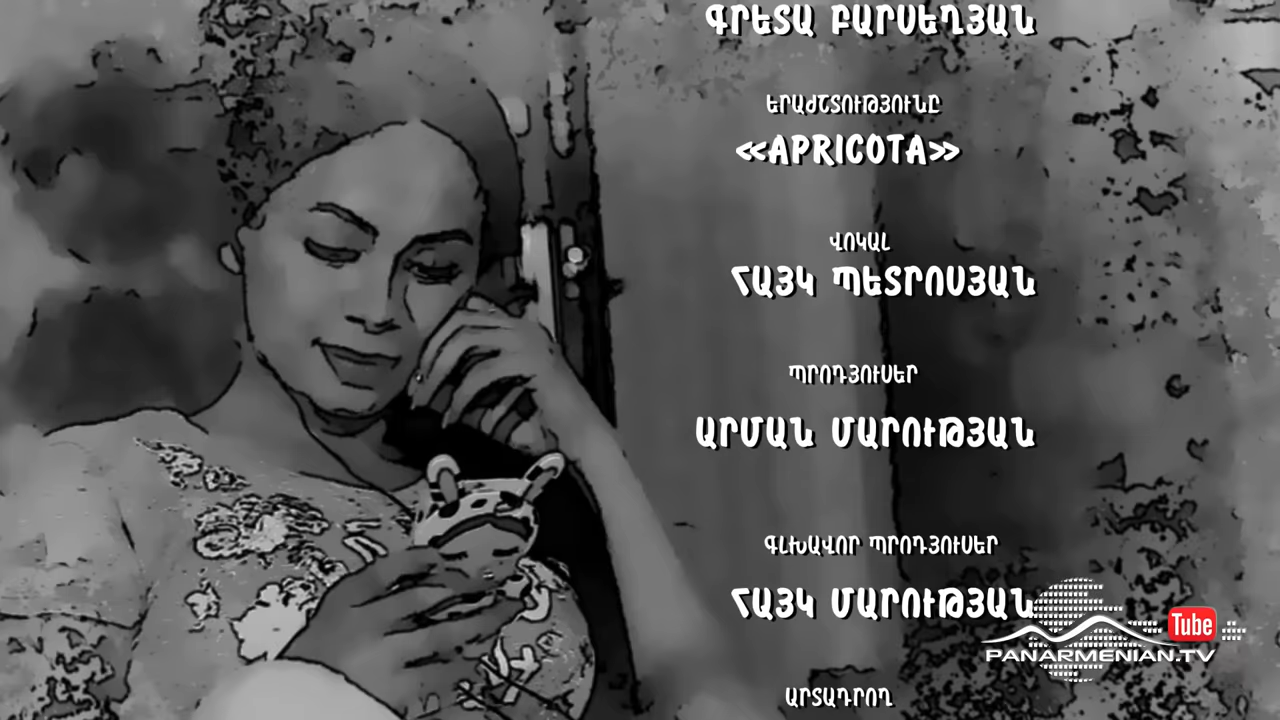 ԳՐԵՏԱ ԲԱՐՍԵՂՅԱՆ
ԵՐԱԺՇՏՈՒԹՅՈՒՆԸ
«APRICOTA»
ՎՈԿԱԼ
ՀԱՅԿ ՊԵՏՐՈՍՅԱՆ
ՊՐՈԴՅՈՒՍԵՐ
ԱՐՄԱՆ ՄԱՐՈՒԹՅԱՆ
ԳԼԽԱՎՈՐ ՊՐՈԴՅՈՒՍԵՐ
ՀԱՅԿ ՄԱՐՈՒԹՅԱՆ
Tube
PANARMENIAN.TV
ԱՐՏԱԴՐՈՂ